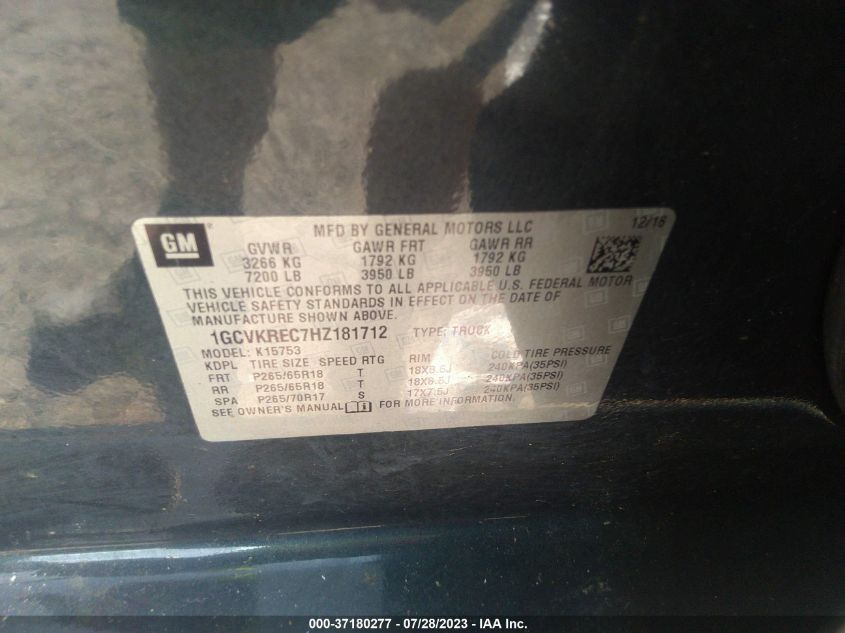 GM
MFD BY GENERAL MOTORS LLC 12/16
GVWR GAWR FRT GAWR RR
3266 KG 1792 KG 1792 KG
7200 LB 3950 LB 3950 LB
THIS VEHICLE CONFORMS TO ALL APPLICABLE U.S. FEDERAL MOTOR
VEHICLE SAFETY STANDARDS IN EFFECT ON THE DATE OF
MANUFACTURE SHOWN ABOVE.
1GCVKREC7HZ181712 TYPE: TRUCK
MODEL: K15753
KDPL TIRE SIZE SPEED RTG RIM COLD TIRE PRESSURE
FRT P265/65R18 T 18X8.5J 240KPA(35PSI)
RR P265/65R18 T 18X8.5J 240KPA(35PSI)
SPA P265/70R17 S 17X7.5J 240KPA(35PSI)
SEE OWNER'S MANUAL FOR MORE INFORMATION.
000-37180277 - 07/28/2023 - IAA Inc.